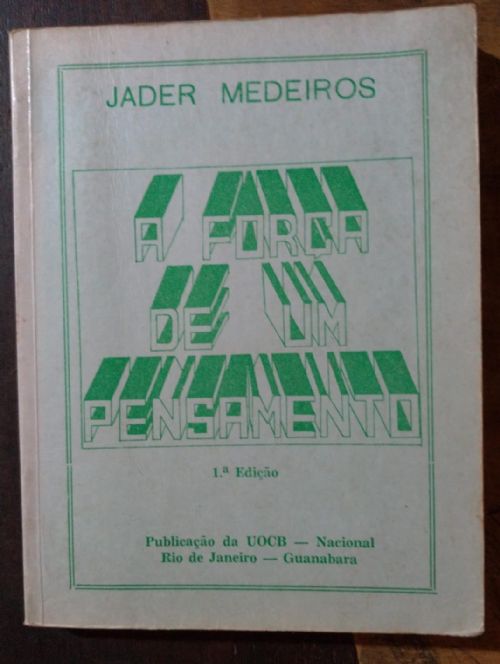 JADER MEDEIROS
A FORÇA
DE UM
PENSAMENTO
1.ª Edição
Publicação da UOCB — Nacional
Rio de Janeiro — Guanabara